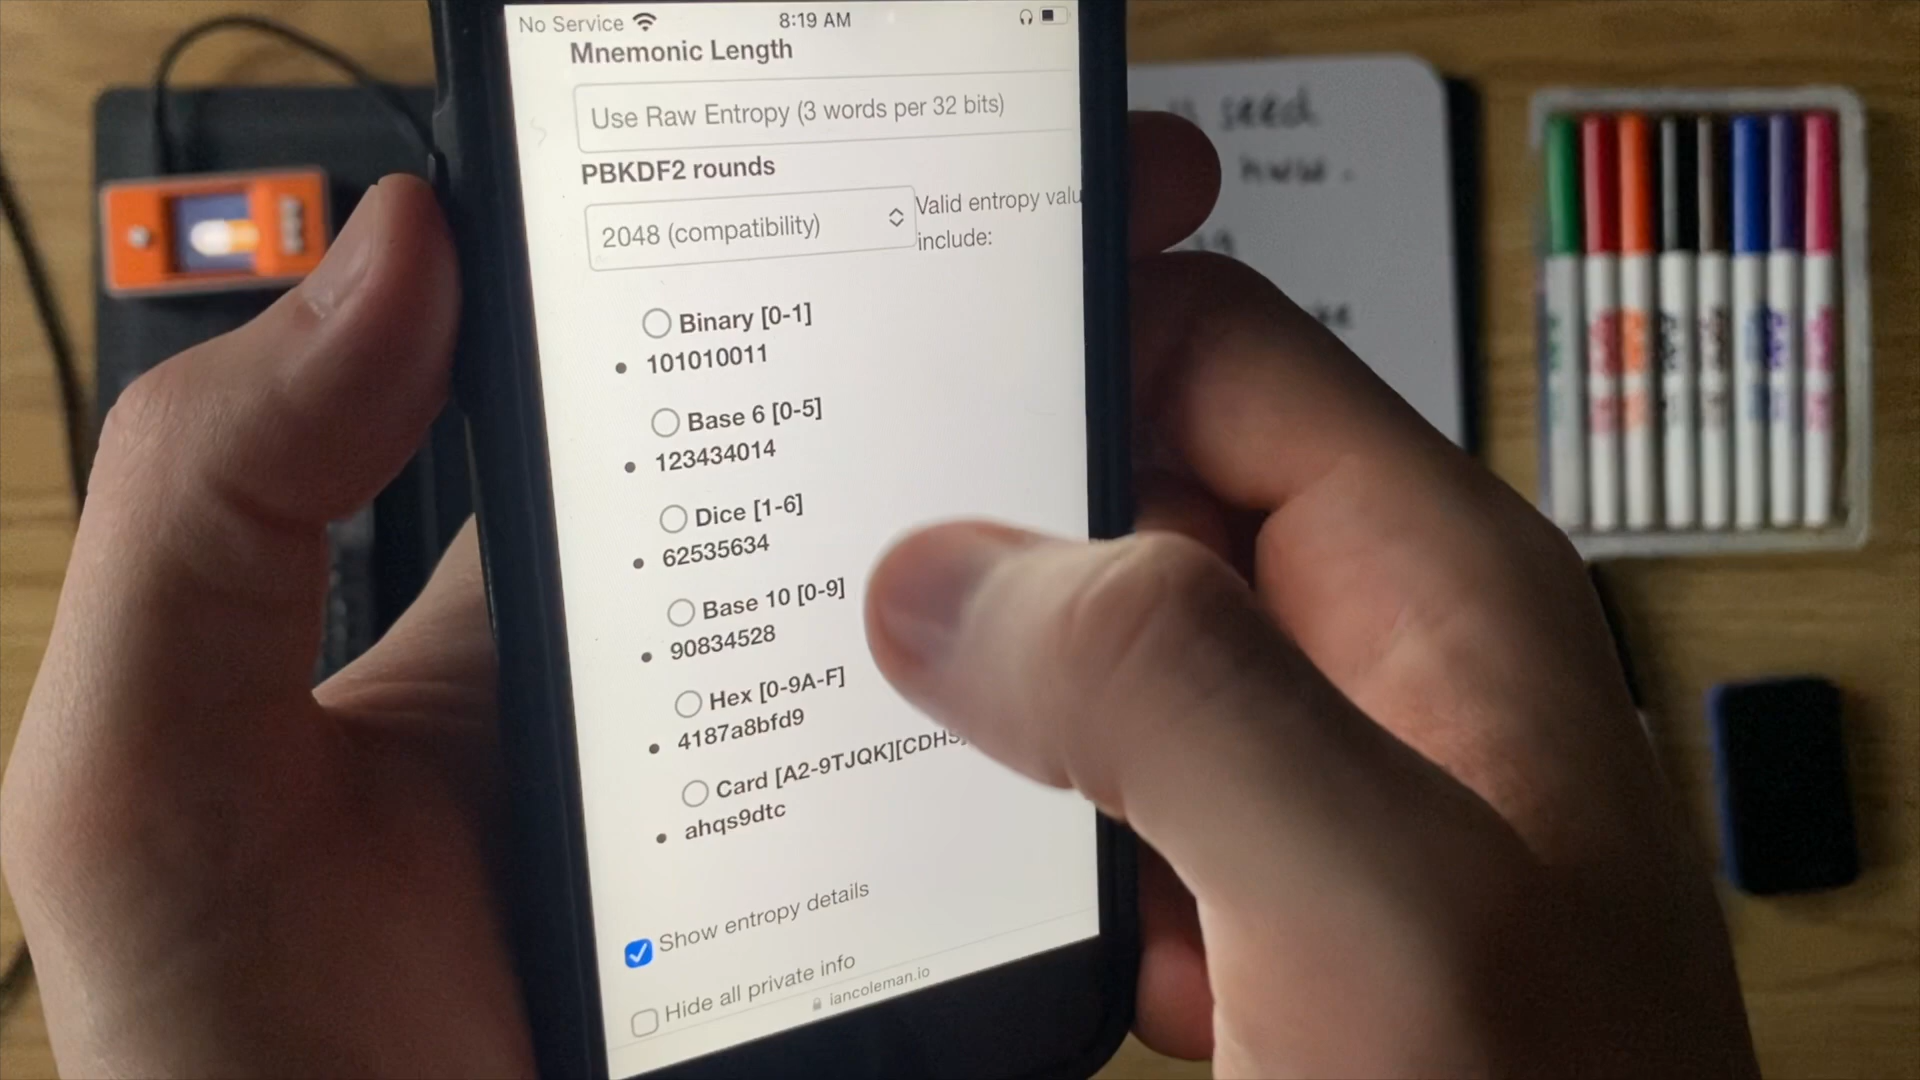 No Service 8:19 AM
Mnemonic Length
Use Raw Entropy (3 words per 32 bits)
PBKDF2 rounds
2048 (compatibility)
Valid entropy valu
include:
Binary [0-1]
101010011
Base 6 [0-5]
123434014
Dice [1-6]
62535634
Base 10 [0-9]
90834528
Hex [0-9A-F]
4187a8bfd9
Card [A2-9TJQK][CDHS]
ahqs9dtc
Show entropy details
Hide all private info
iancoleman.io
seed